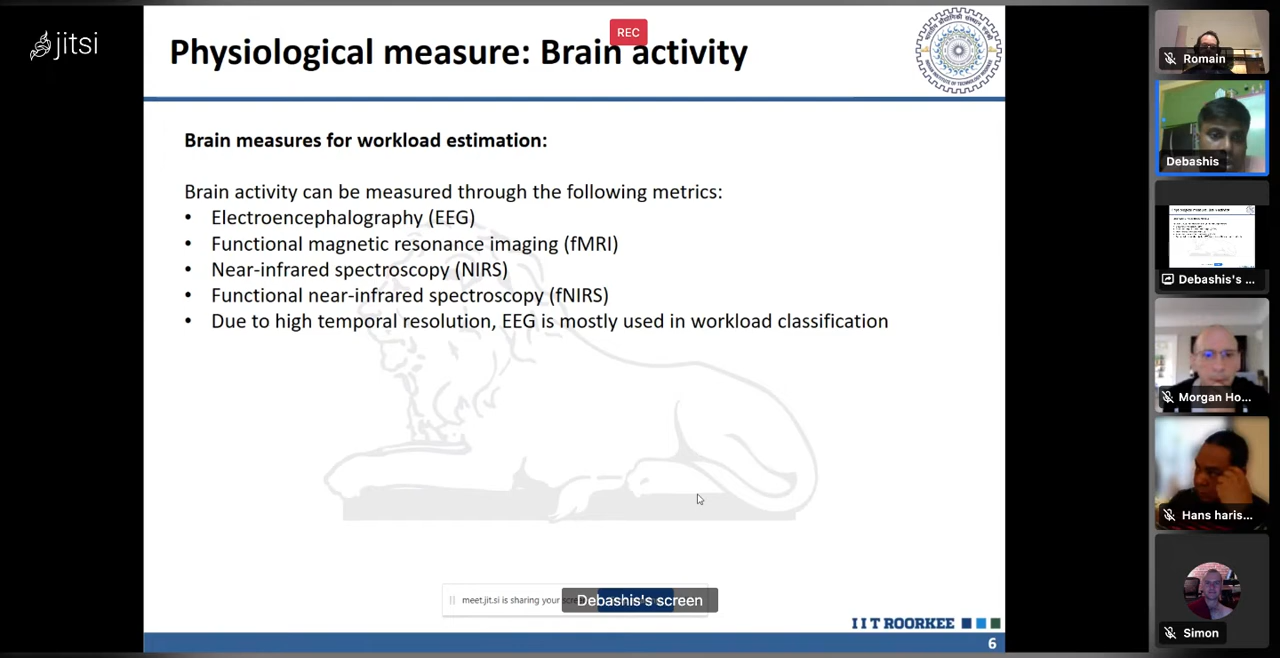 jitsi
REC
Physiological measure: Brain activity
Brain measures for workload estimation:
Brain activity can be measured through the following metrics:
• Electroencephalography (EEG)
• Functional magnetic resonance imaging (fMRI)
• Near-infrared spectroscopy (NIRS)
• Functional near-infrared spectroscopy (fNIRS)
• Due to high temporal resolution, EEG is mostly used in workload classification
meet.jit.si is sharing your
Debashis's screen
IIT ROORKEE
6
Romain
Debashis
Debashis's ...
Morgan Ho...
Hans haris...
Simon